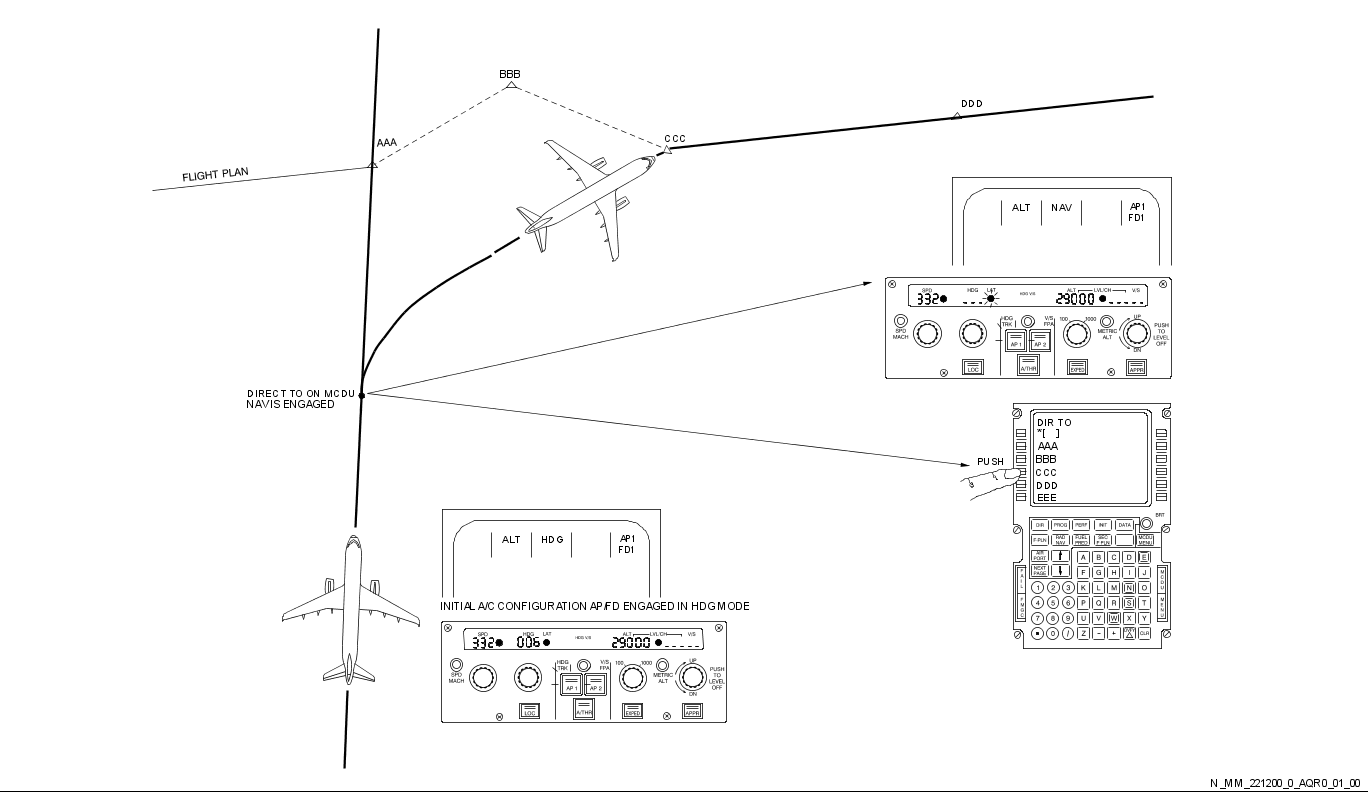 BBB
DDD
CCC
AAA
FLIGHT PLAN
ALT NAV AP1
FD1
SPD HDG LAT HDG V/S ALT LVL/CH V/S
332 --- 29000 -----
SPD
MACH
HDG
TRK
V/S
FPA
100 1000
METRIC
ALT
UP
DN
PUSH
TO
LEVEL
OFF
AP 1 AP 2
LOC A/THR EXPED APPR
DIRECT TO ON MCDU
NAV IS ENGAGED
PUSH
DIR TO
*[ ]
AAA
BBB
CCC
DDD
EEE
BRT
DIR PROG PERF INIT DATA
F-PLN RAD
NAV FUEL
PRED SEC
F-PLN MCDU
MENU
AIR
PORT
NEXT
PAGE
A B C D E
F G H I J
1 2 3 K L M N O
4 5 6 P Q R S T
7 8 9 U V W X Y
0 / Z - + OVFY CLR
FAIL
FMGC
MCDU
MENU
ALT HDG AP1
FD1
INITIAL A/C CONFIGURATION AP/FD ENGAGED IN HDG MODE
SPD HDG LAT HDG V/S ALT LVL/CH V/S
332 006 29000 -----
SPD
MACH
HDG
TRK
V/S
FPA
100 1000
METRIC
ALT
UP
DN
PUSH
TO
LEVEL
OFF
AP 1 AP 2
LOC A/THR EXPED APPR
N_MM_221200_0_AQR0_01_00